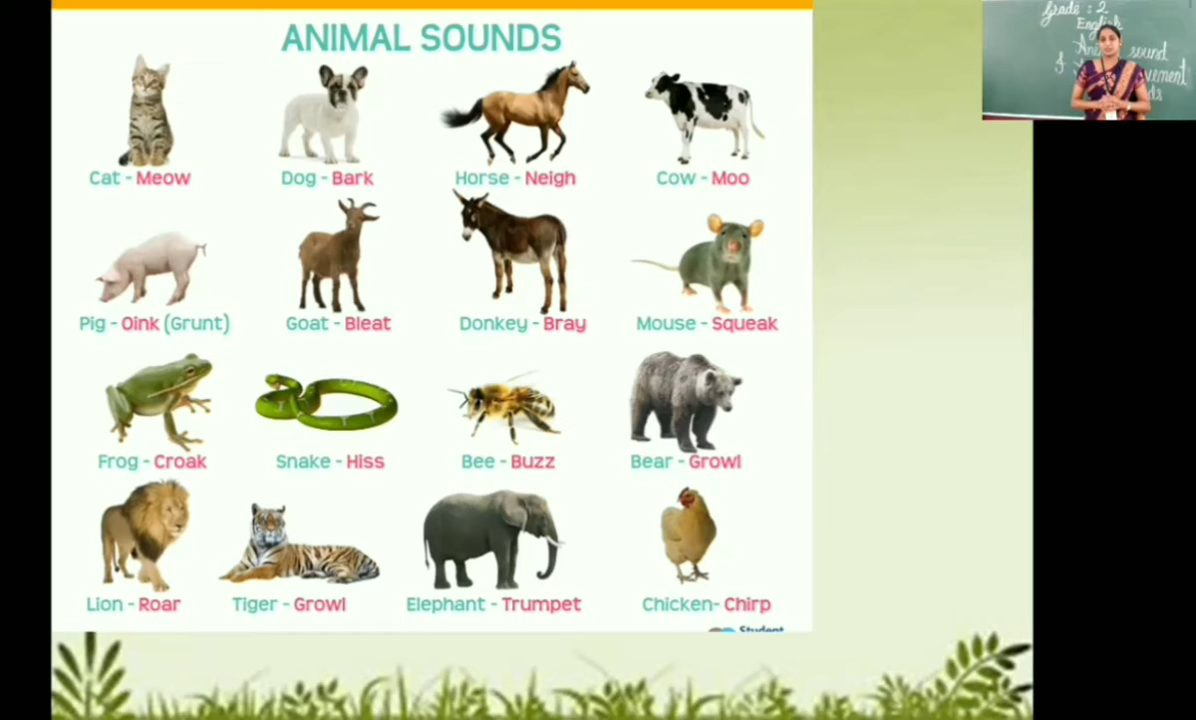 ANIMAL SOUNDS
Cat - Meow
Dog - Bark
Horse - Neigh
Cow - Moo
Pig - Oink (Grunt)
Goat - Bleat
Donkey - Bray
Mouse - Squeak
Frog - Croak
Snake - Hiss
Bee - Buzz
Bear - Growl
Lion - Roar
Tiger - Growl
Elephant - Trumpet
Chicken- Chirp
Student
Grade : 2
English
sound